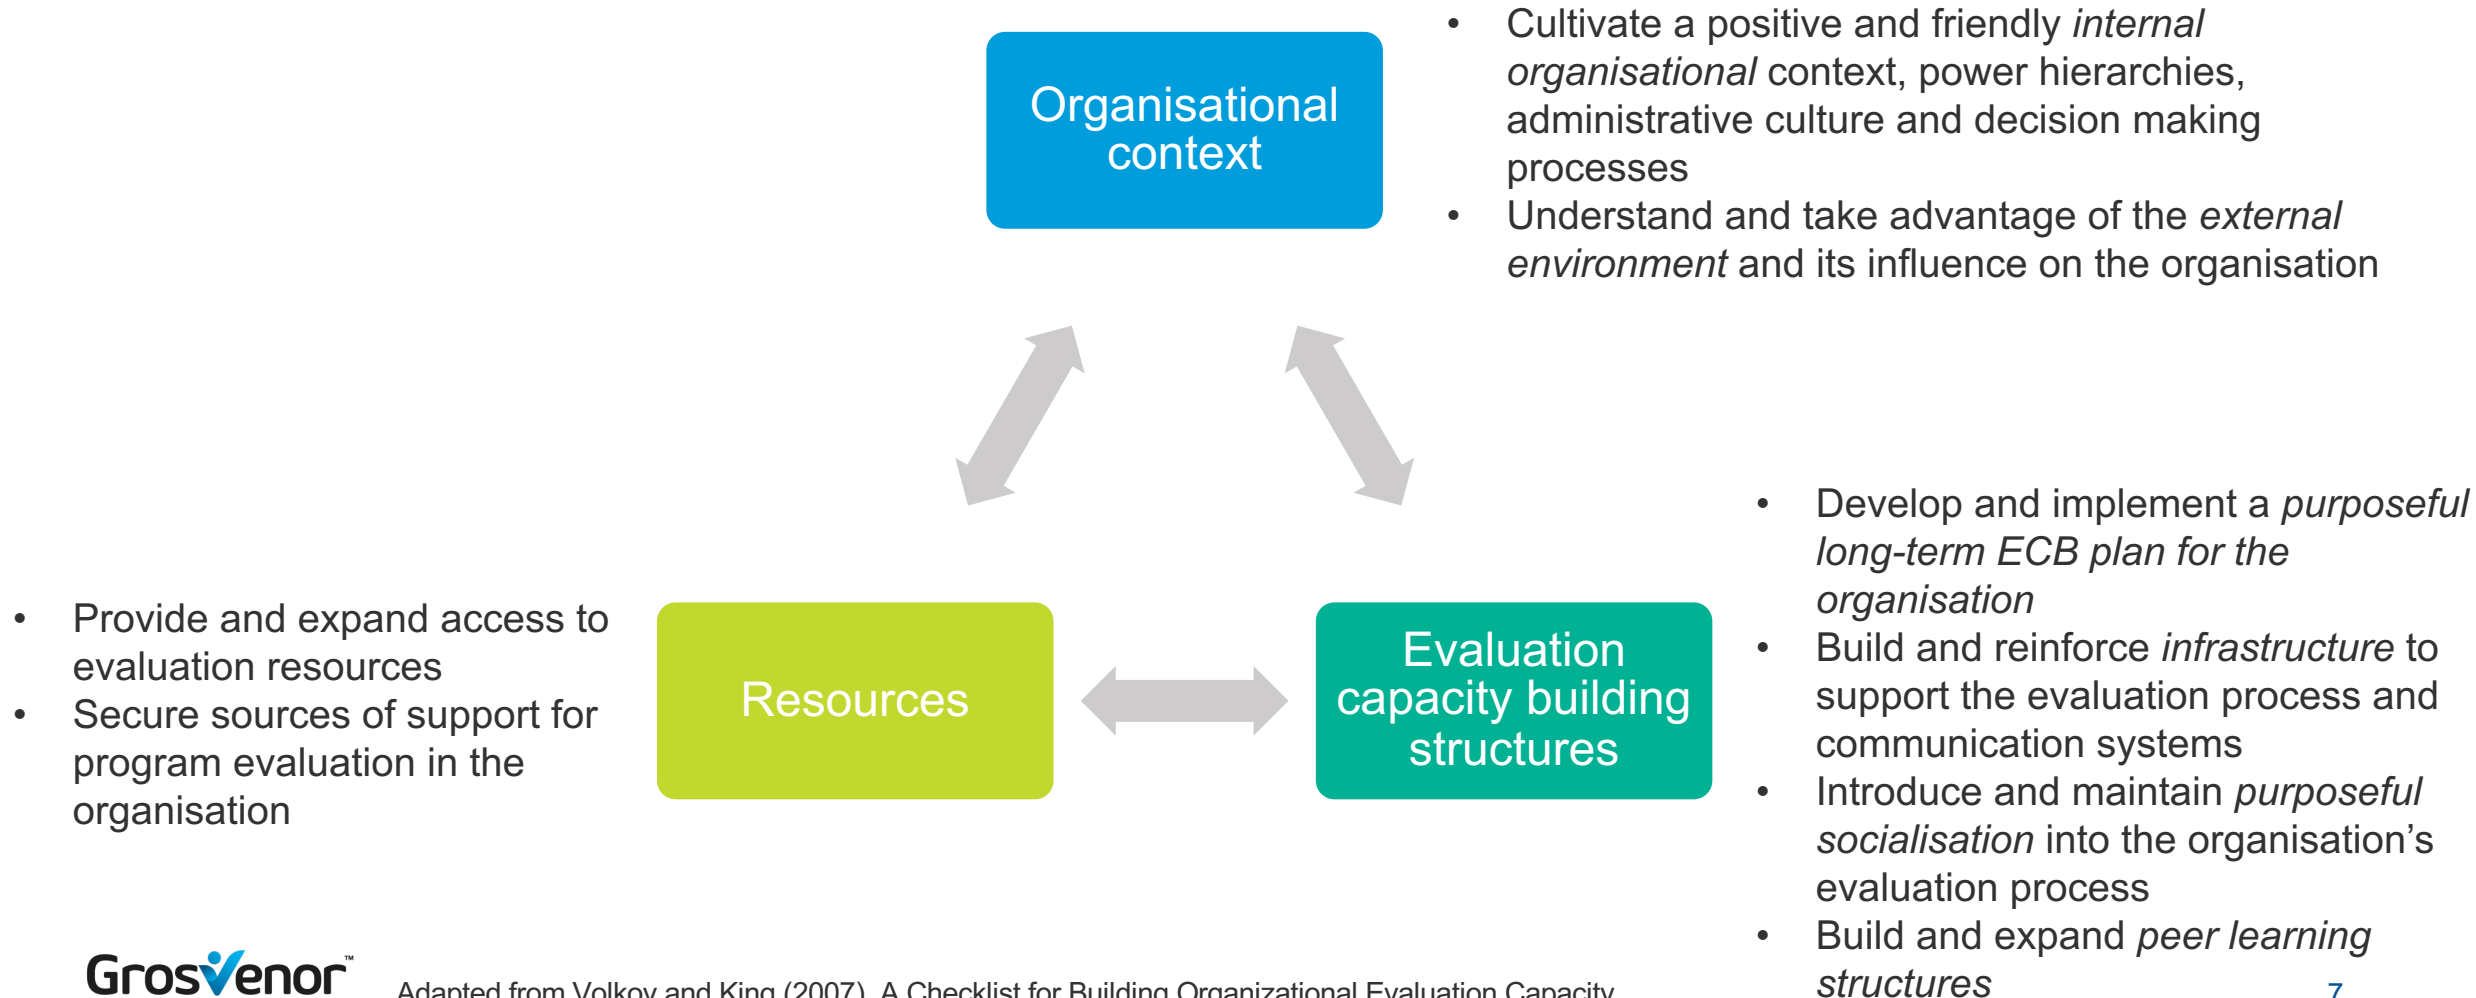 Organisational
context
• Cultivate a positive and friendly internal
organisational context, power hierarchies,
administrative culture and decision making
processes
• Understand and take advantage of the external
environment and its influence on the organisation
• Provide and expand access to
evaluation resources
• Secure sources of support for
program evaluation in the
organisation
Resources
Evaluation
capacity building
structures
• Develop and implement a purposeful
long-term ECB plan for the
organisation
• Build and reinforce infrastructure to
support the evaluation process and
communication systems
• Introduce and maintain purposeful
socialisation into the organisation’s
evaluation process
• Build and expand peer learning
structures
Grosvenor™
Adapted from Volkov and King (2007), A Checklist for Building Organizational Evaluation Capacity
7